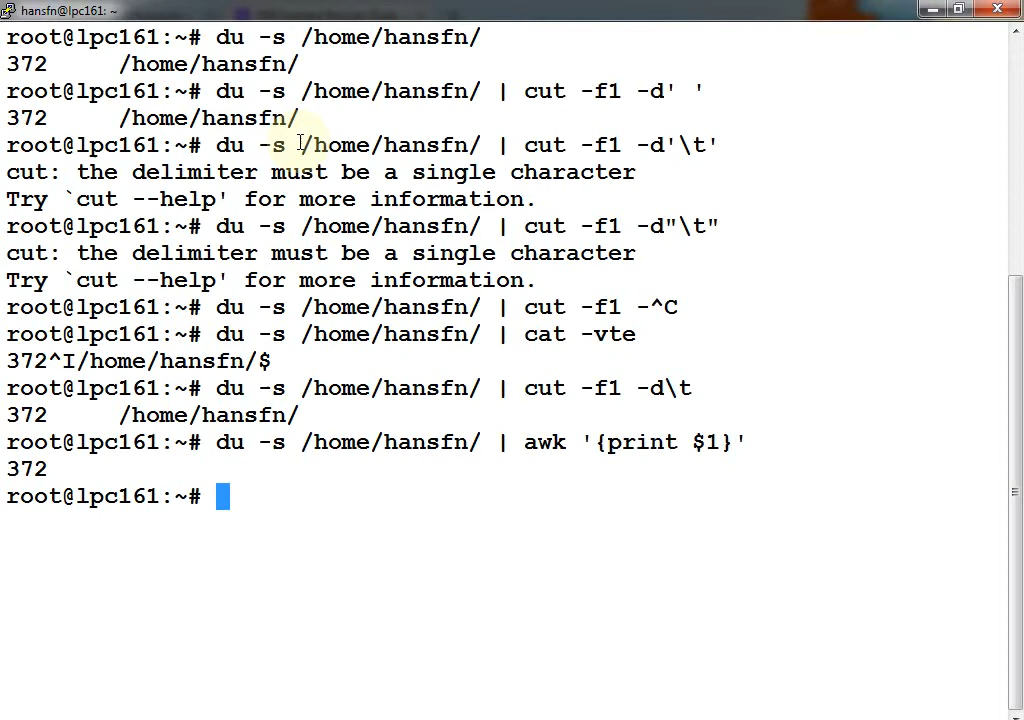 hansfn@lpc161: ~
root@lpc161:~# du -s /home/hansfn/
372     /home/hansfn/
root@lpc161:~# du -s /home/hansfn/ | cut -f1 -d' '
372     /home/hansfn/
root@lpc161:~# du -s /home/hansfn/ | cut -f1 -d'\t'
cut: the delimiter must be a single character
Try `cut --help' for more information.
root@lpc161:~# du -s /home/hansfn/ | cut -f1 -d"\t"
cut: the delimiter must be a single character
Try `cut --help' for more information.
root@lpc161:~# du -s /home/hansfn/ | cut -f1 -^C
root@lpc161:~# du -s /home/hansfn/ | cat -vte
372^I/home/hansfn/$
root@lpc161:~# du -s /home/hansfn/ | cut -f1 -d\t
372     /home/hansfn/
root@lpc161:~# du -s /home/hansfn/ | awk '{print $1}'
372
root@lpc161:~#